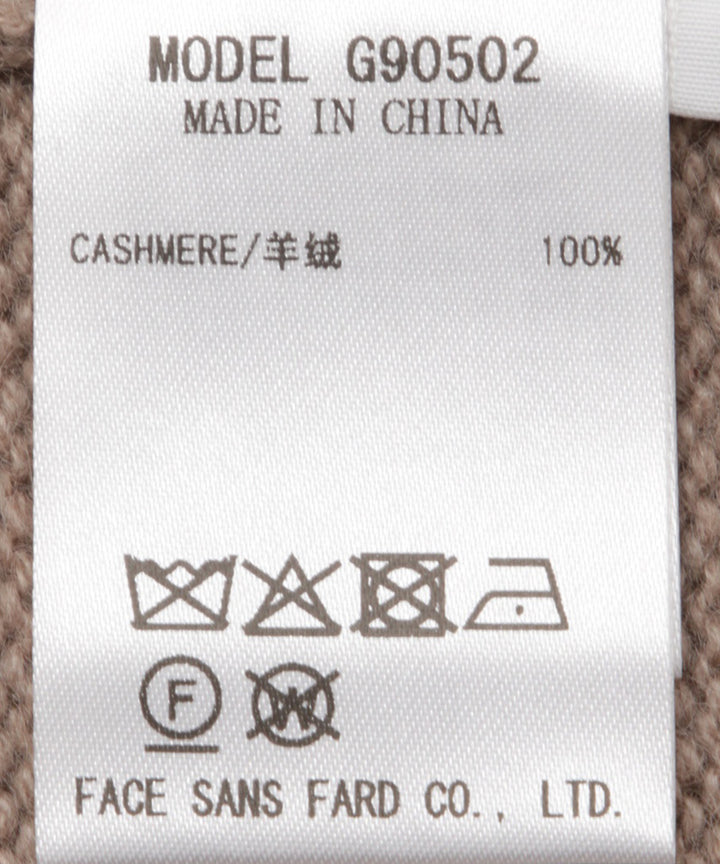 MODEL G90502
MADE IN CHINA
CASHMERE/羊绒 100%
F W
FACE SANS FARD CO., LTD.